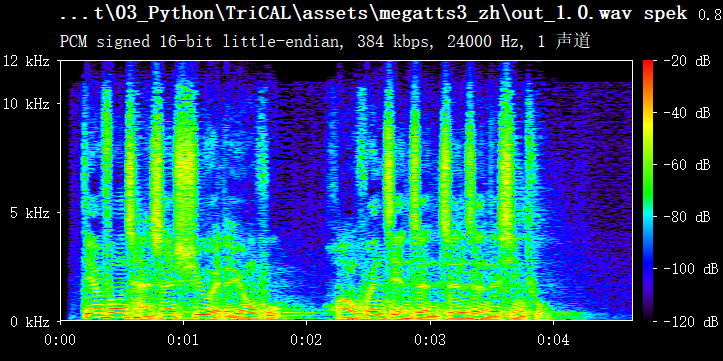 ...t\03_Python\TriCAL\assets\megatts3_zh\out_1.0.wav spek 0.8
PCM signed 16-bit little-endian, 384 kbps, 24000 Hz, 1 声道
12 kHz
10 kHz
5 kHz
0 kHz
0:00 0:01 0:02 0:03 0:04
-20 dB
-40 dB
-60 dB
-80 dB
-100 dB
-120 dB